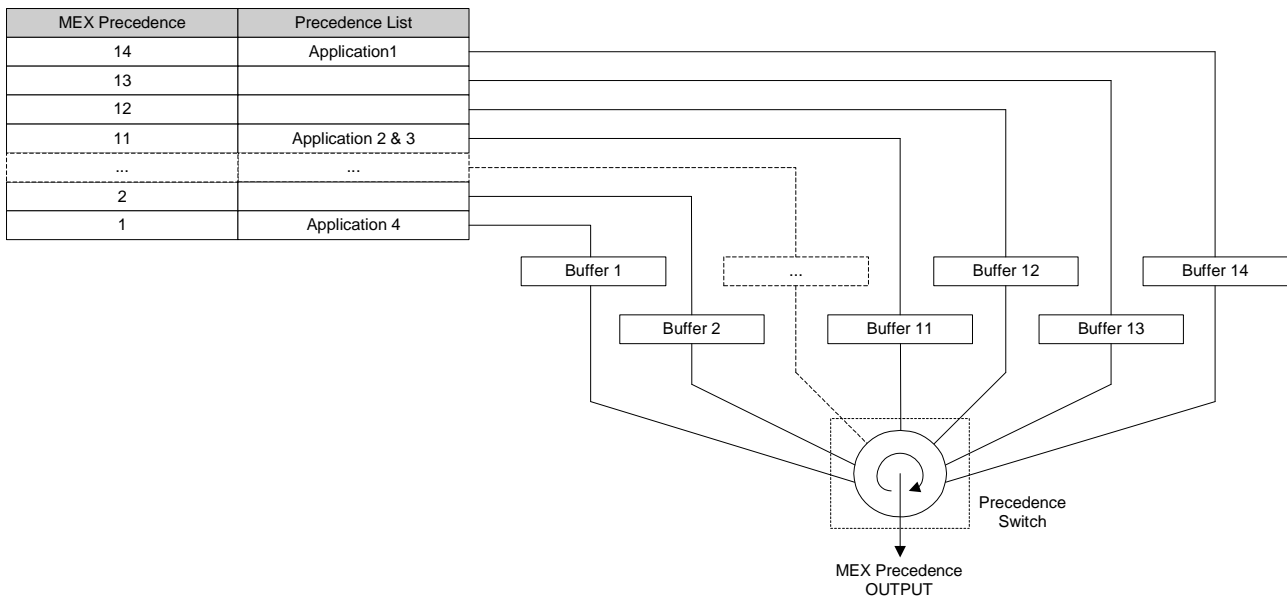 MEX Precedence Precedence List
14 Application1
13
12
11 Application 2 & 3
... ...
2
1 Application 4
Buffer 1 ... Buffer 12 Buffer 14
Buffer 2 Buffer 11 Buffer 13
Precedence
Switch
MEX Precedence
OUTPUT